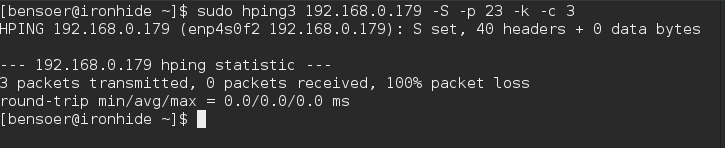 [bensoer@ironhide ~]$ sudo hping3 192.168.0.179 -S -p 23 -k -c 3
HPING 192.168.0.179 (enp4s0f2 192.168.0.179): S set, 40 headers + 0 data bytes
--- 192.168.0.179 hping statistic ---
3 packets transmitted, 0 packets received, 100% packet loss
round-trip min/avg/max = 0.0/0.0/0.0 ms
[bensoer@ironhide ~]$